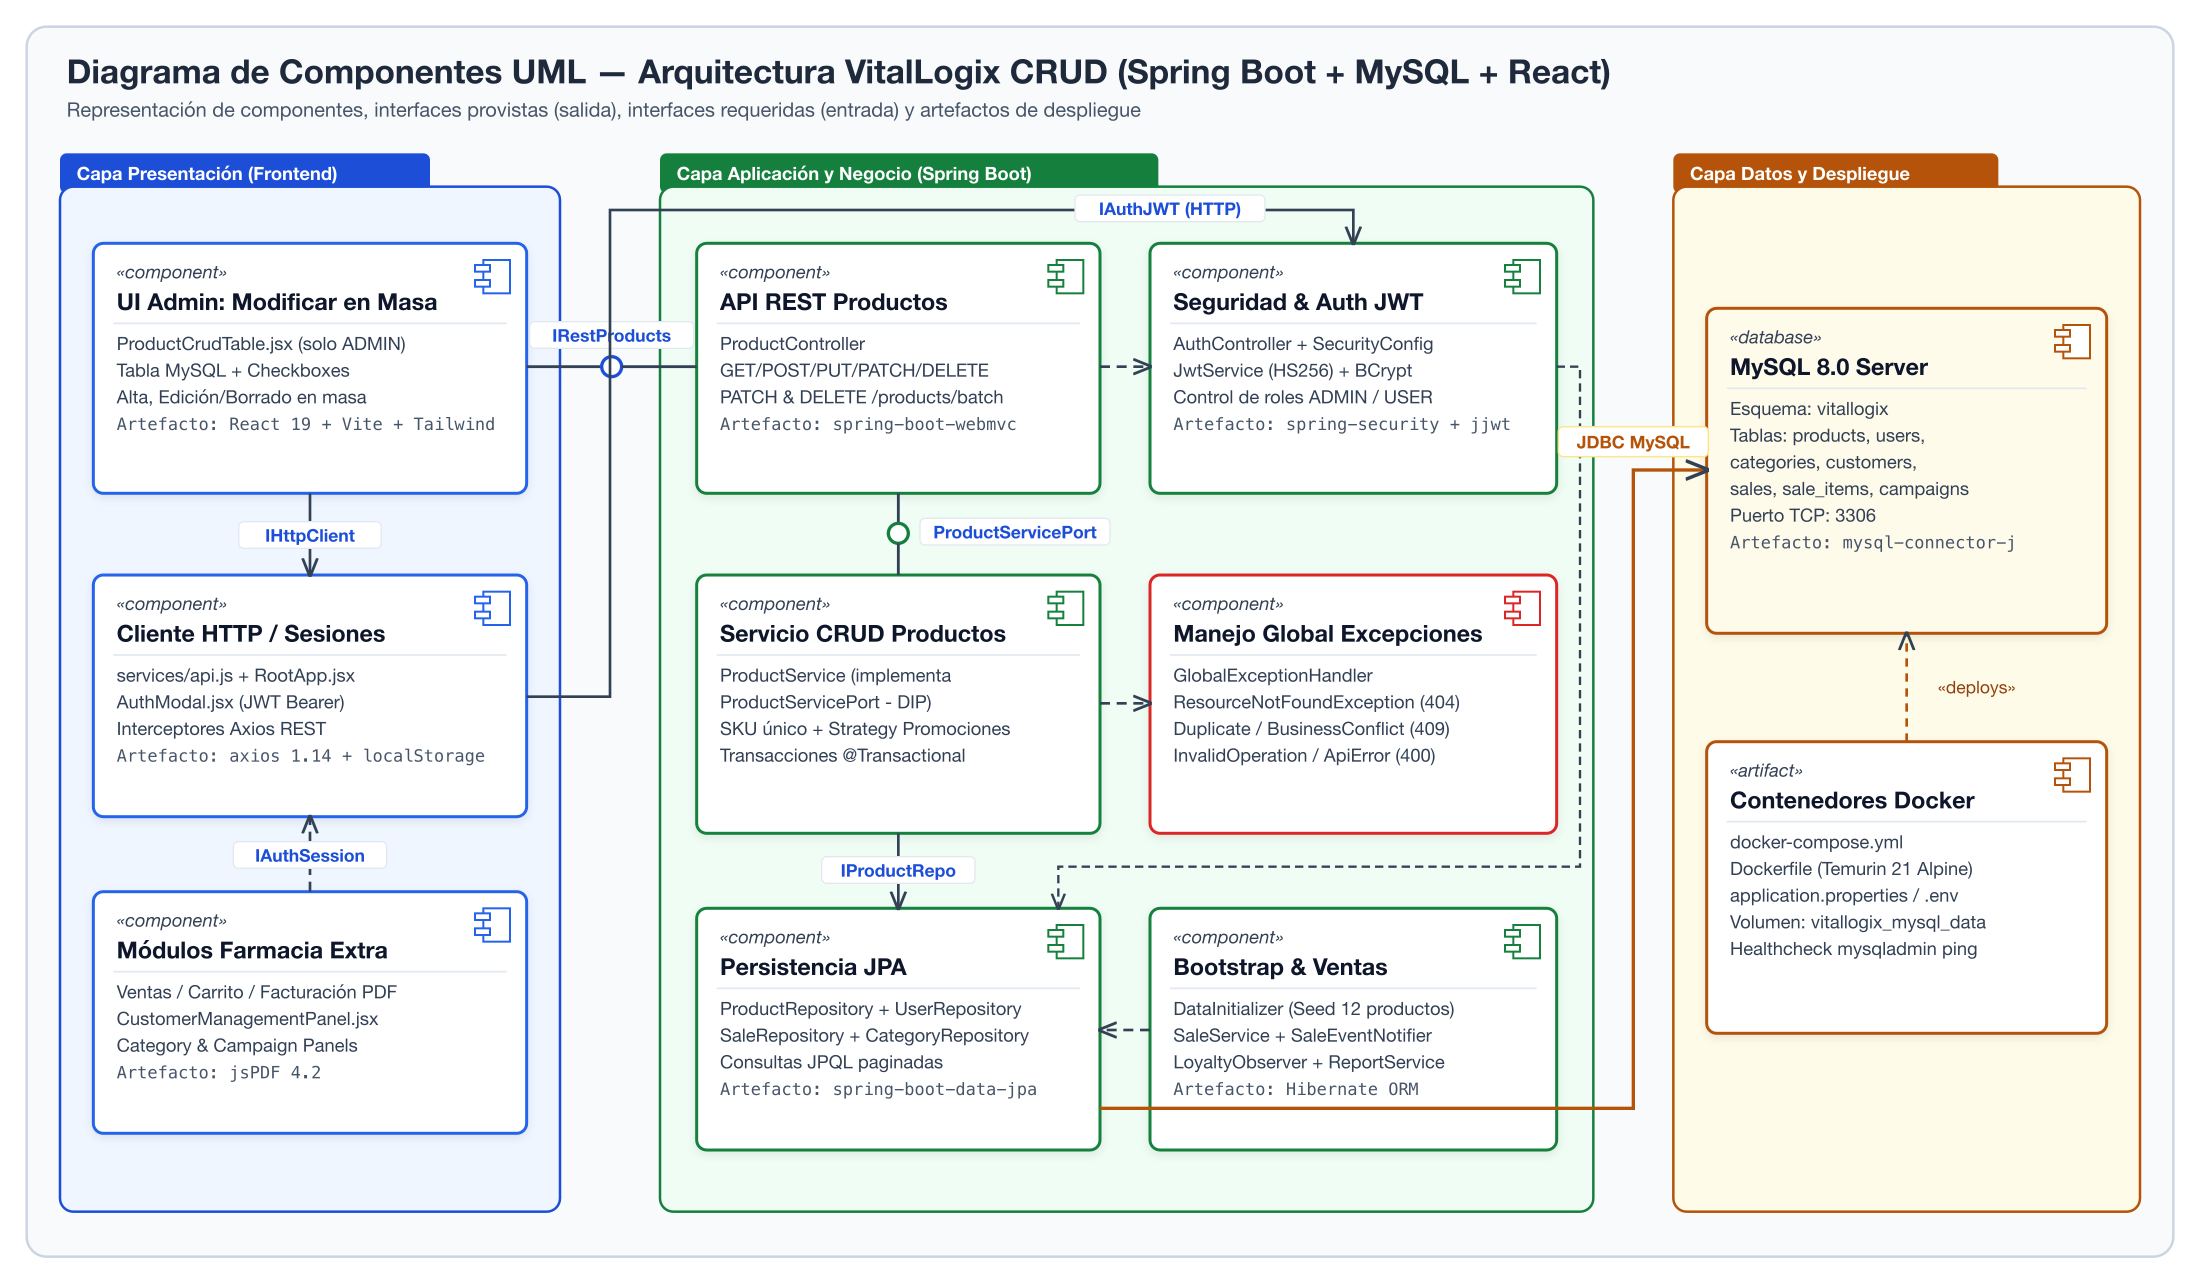 Diagrama de Componentes UML — Arquitectura VitalLogix CRUD (Spring Boot + MySQL + React)
Representación de componentes, interfaces provistas (salida), interfaces requeridas (entrada) y artefactos de despliegue
Capa Presentación (Frontend)
«component»
UI Admin: Modificar en Masa
ProductCrudTable.jsx (solo ADMIN)
Tabla MySQL + Checkboxes
Alta, Edición/Borrado en masa
Artefacto: React 19 + Vite + Tailwind
IHttpClient
«component»
Cliente HTTP / Sesiones
services/api.js + RootApp.jsx
AuthModal.jsx (JWT Bearer)
Interceptores Axios REST
Artefacto: axios 1.14 + localStorage
IAuthSession
«component»
Módulos Farmacia Extra
Ventas / Carrito / Facturación PDF
CustomerManagementPanel.jsx
Category & Campaign Panels
Artefacto: jsPDF 4.2
IRestProducts
Capa Aplicación y Negocio (Spring Boot)
IAuthJWT (HTTP)
«component»
API REST Productos
ProductController
GET/POST/PUT/PATCH/DELETE
PATCH & DELETE /products/batch
Artefacto: spring-boot-webmvc
«component»
Seguridad & Auth JWT
AuthController + SecurityConfig
JwtService (HS256) + BCrypt
Control de roles ADMIN / USER
Artefacto: spring-security + jjwt
ProductServicePort
«component»
Servicio CRUD Productos
ProductService (implementa
ProductServicePort - DIP)
SKU único + Strategy Promociones
Transacciones @Transactional
«component»
Manejo Global Excepciones
GlobalExceptionHandler
ResourceNotFoundException (404)
Duplicate / BusinessConflict (409)
InvalidOperation / ApiError (400)
IProductRepo
«component»
Persistencia JPA
ProductRepository + UserRepository
SaleRepository + CategoryRepository
Consultas JPQL paginadas
Artefacto: spring-boot-data-jpa
«component»
Bootstrap & Ventas
DataInitializer (Seed 12 productos)
SaleService + SaleEventNotifier
LoyaltyObserver + ReportService
Artefacto: Hibernate ORM
JDBC MySQL
Capa Datos y Despliegue
«database»
MySQL 8.0 Server
Esquema: vitallogix
Tablas: products, users,
categories, customers,
sales, sale_items, campaigns
Puerto TCP: 3306
Artefacto: mysql-connector-j
«deploys»
«artifact»
Contenedores Docker
docker-compose.yml
Dockerfile (Temurin 21 Alpine)
application.properties / .env
Volumen: vitallogix_mysql_data
Healthcheck mysqladmin ping